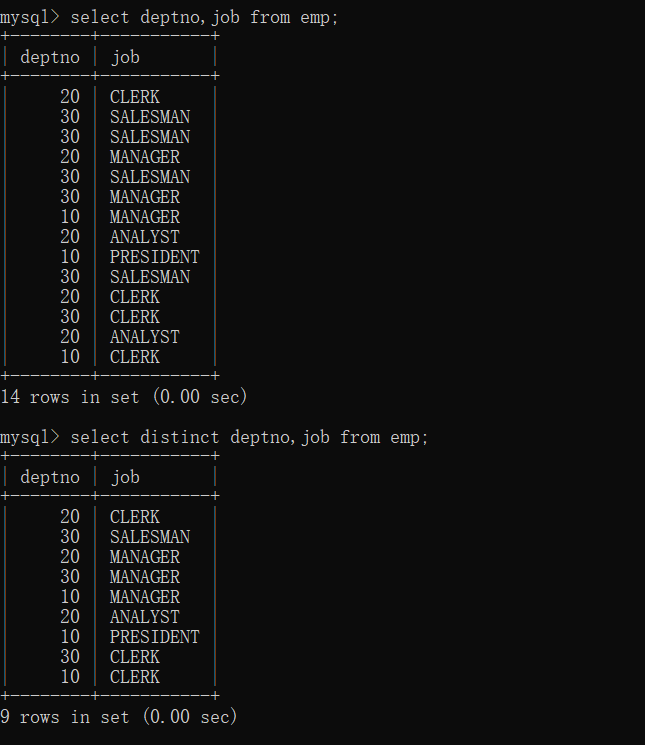 mysql> select deptno,job from emp;
+--------+-----------+
| deptno | job       |
+--------+-----------+
|     20 | CLERK     |
|     30 | SALESMAN  |
|     30 | SALESMAN  |
|     20 | MANAGER   |
|     30 | SALESMAN  |
|     30 | MANAGER   |
|     10 | MANAGER   |
|     20 | ANALYST   |
|     10 | PRESIDENT |
|     30 | SALESMAN  |
|     20 | CLERK     |
|     30 | CLERK     |
|     20 | ANALYST   |
|     10 | CLERK     |
+--------+-----------+
14 rows in set (0.00 sec)
mysql> select distinct deptno,job from emp;
+--------+-----------+
| deptno | job       |
+--------+-----------+
|     20 | CLERK     |
|     30 | SALESMAN  |
|     20 | MANAGER   |
|     30 | MANAGER   |
|     10 | MANAGER   |
|     20 | ANALYST   |
|     10 | PRESIDENT |
|     30 | CLERK     |
|     10 | CLERK     |
+--------+-----------+
9 rows in set (0.00 sec)